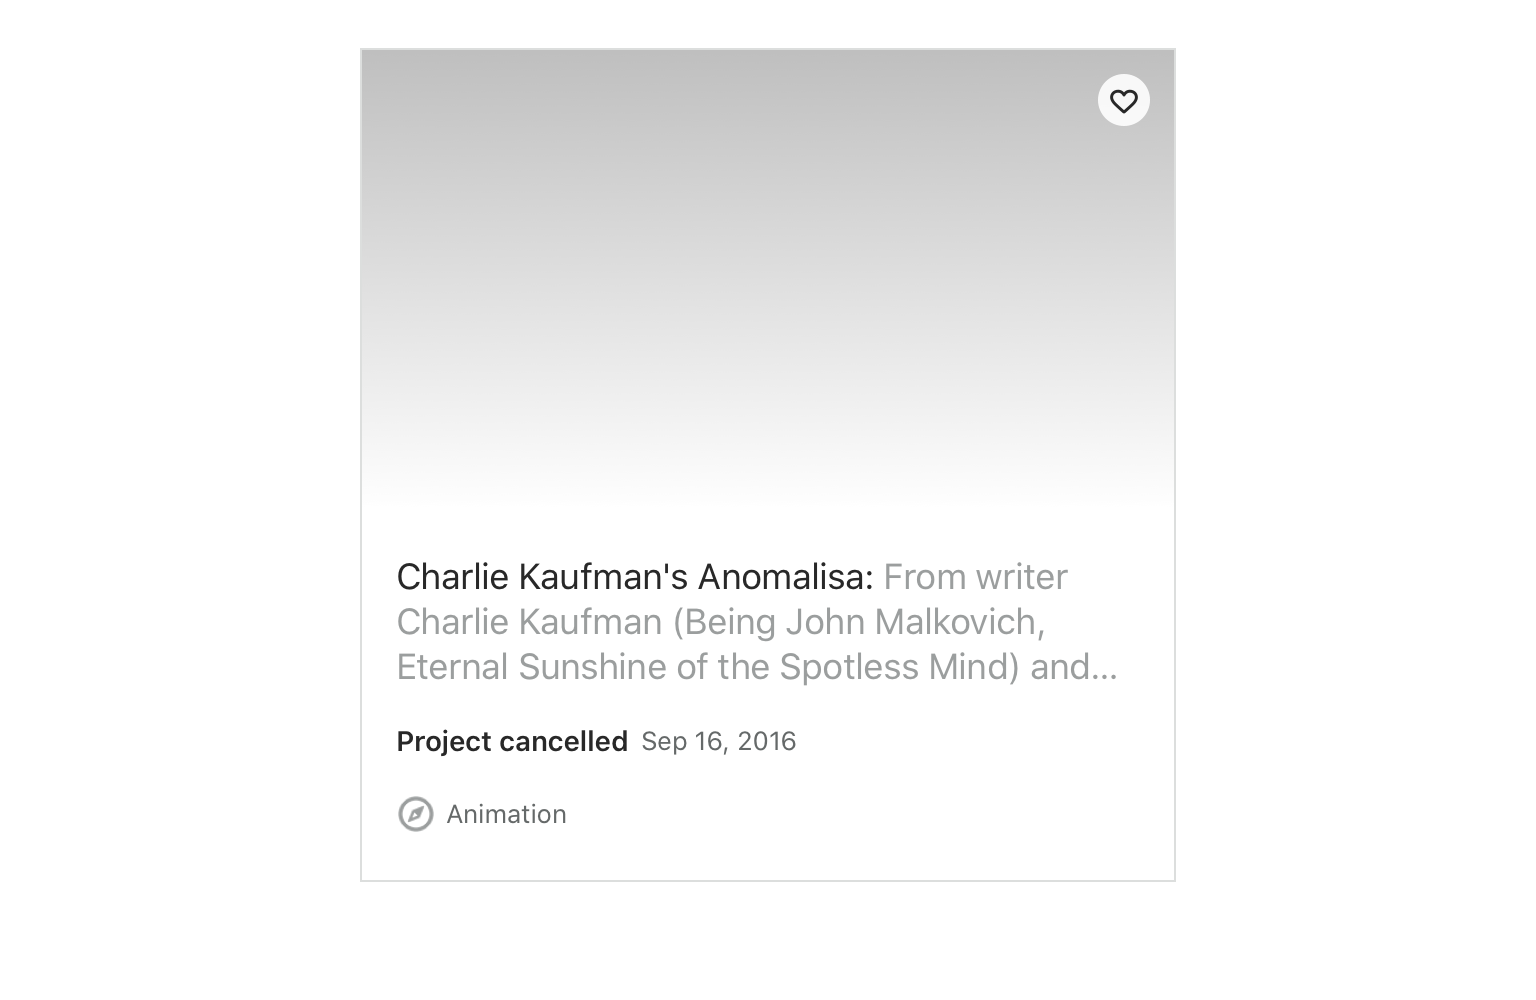 Charlie Kaufman's Anomalisa: From writer
Charlie Kaufman (Being John Malkovich,
Eternal Sunshine of the Spotless Mind) and...
Project cancelled Sep 16, 2016
Animation